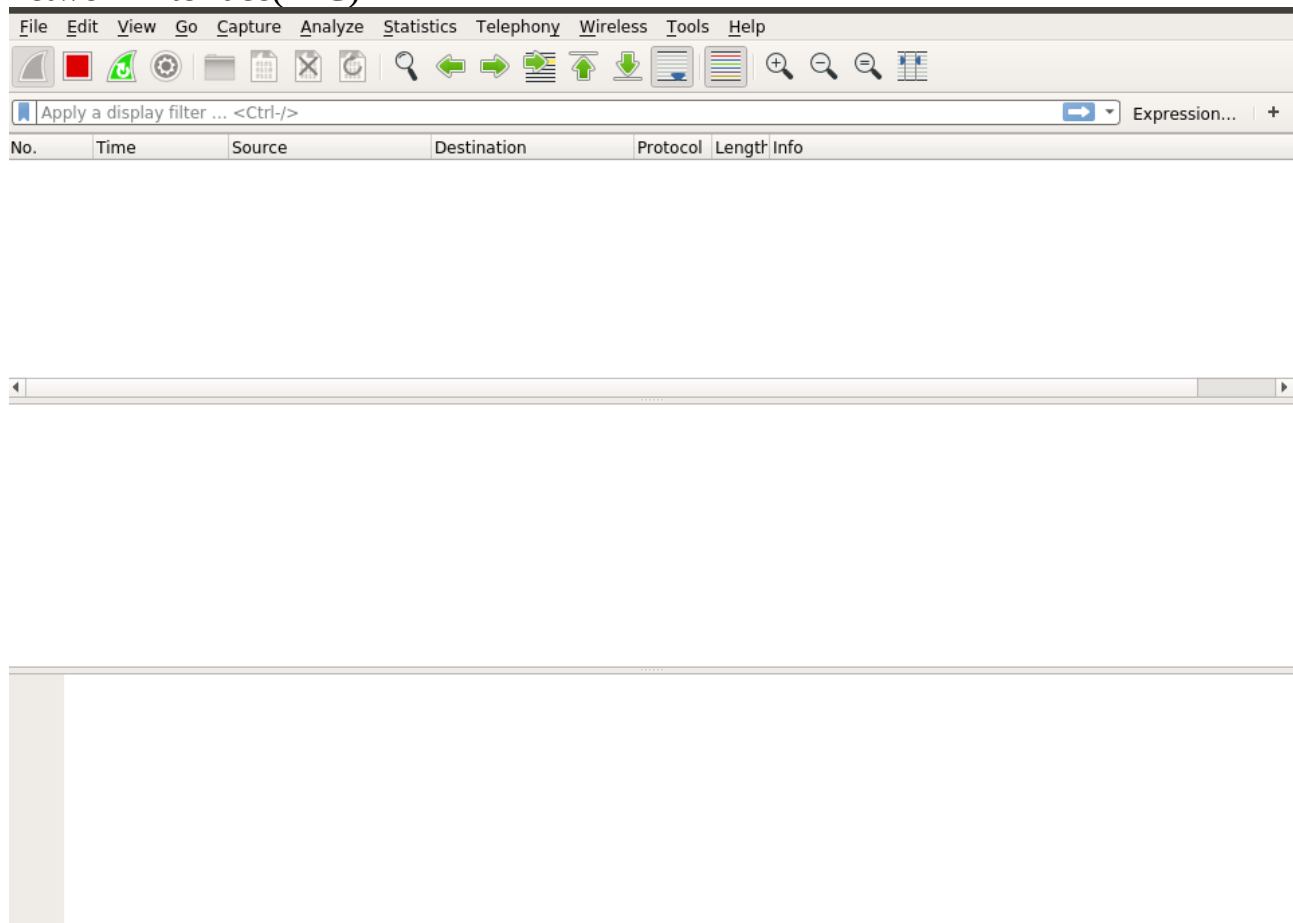 File Edit View Go Capture Analyze Statistics Telephony Wireless Tools Help
Apply a display filter ... <Ctrl-/> Expression... +
No. Time Source Destination Protocol Length Info